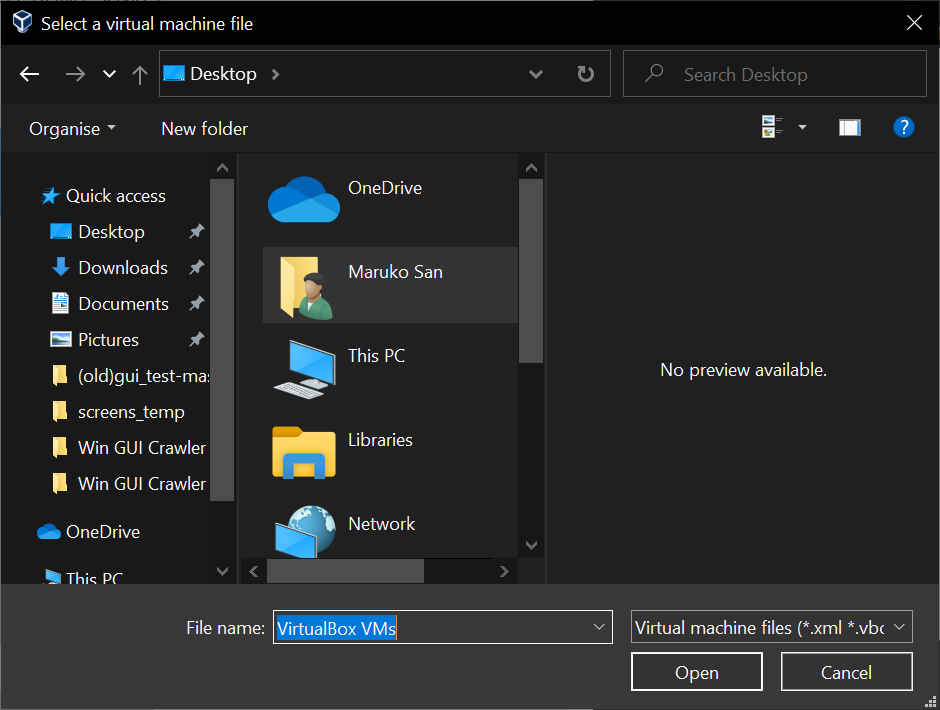 Select a virtual machine file
Desktop
Search Desktop
Organise
New folder
Quick access
Desktop
Downloads
Documents
Pictures
(old)gui_test-mas
screens_temp
Win GUI Crawler
Win GUI Crawler
OneDrive
This PC
OneDrive
Maruko San
This PC
Libraries
Network
No preview available.
File name:
VirtualBox VMs
Virtual machine files (*.xml *.vbo
Open
Cancel